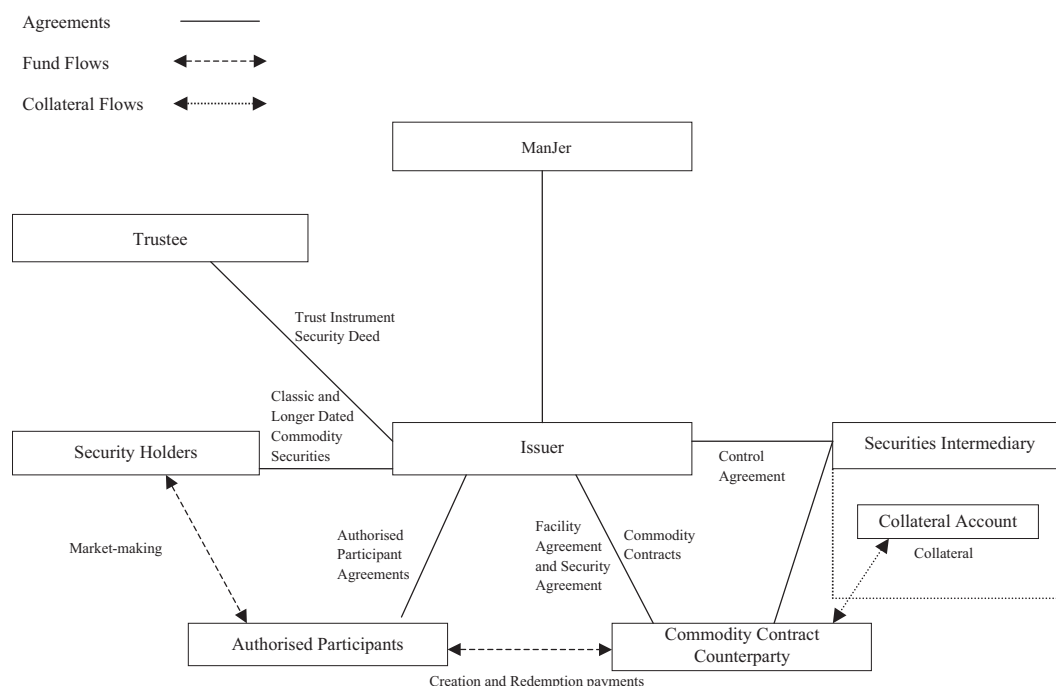 Agreements
Fund Flows
Collateral Flows
ManJer
Trustee
Trust Instrument
Security Deed
Classic and
Longer Dated
Commodity
Securities
Security Holders
Issuer
Securities Intermediary
Control
Agreement
Collateral Account
Collateral
Market-making
Authorised
Participant
Agreements
Facility
Agreement
and Security
Agreement
Commodity
Contracts
Authorised Participants
Commodity Contract
Counterparty
Creation and Redemption payments